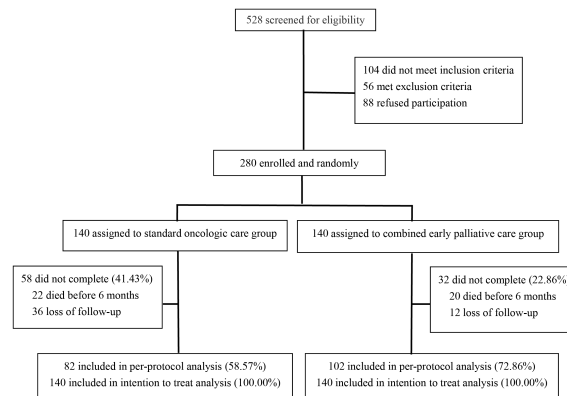 528 screened for eligibility
104 did not meet inclusion criteria
56 met exclusion criteria
88 refused participation
280 enrolled and randomly
140 assigned to standard oncologic care group
140 assigned to combined early palliative care group
58 did not complete (41.43%)
22 died before 6 months
36 loss of follow-up
32 did not complete (22.86%
20 died before 6 months
12 loss of follow-up
82 included in per-protocol analysis (58.57%)
140 included in intention to treat analysis (100.00%)
102 included in per-protocol analysis (72.86%)
140 included in intention to treat analysis (100.00%)